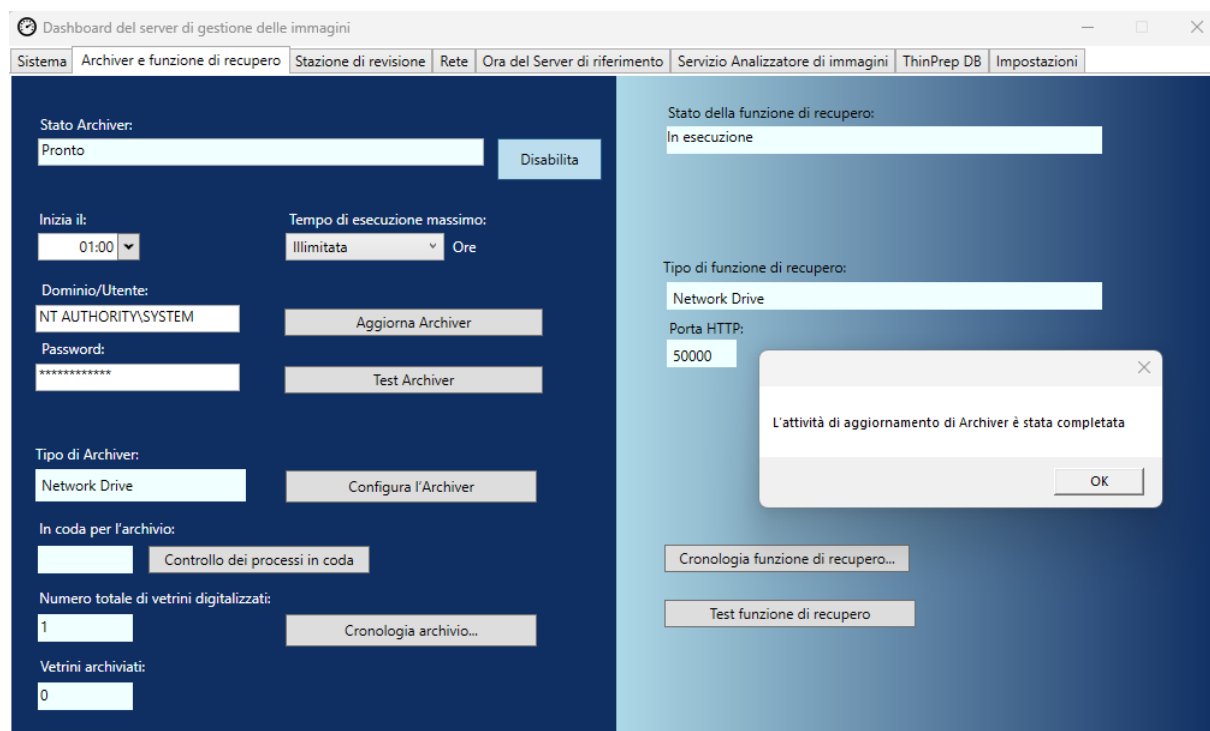 Dashboard del server di gestione delle immagini
Sistema Archiver e funzione di recupero Stazione di revisione Rete Ora del Server di riferimento Servizio Analizzatore di immagini ThinPrep DB Impostazioni
Stato Archiver:
Pronto
Disabilita
Inizia il:
01:00
Tempo di esecuzione massimo:
Illimitata
Ore
Dominio/Utente:
NT AUTHORITY\SYSTEM
Aggiorna Archiver
Password:
************
Test Archiver
Tipo di Archiver:
Network Drive
Configura l'Archiver
In coda per l'archivio:
Controllo dei processi in coda
Numero totale di vetrini digitalizzati:
1
Cronologia archivio...
Vetrini archiviati:
0
Stato della funzione di recupero:
In esecuzione
Tipo di funzione di recupero:
Network Drive
Porta HTTP:
50000
L'attività di aggiornamento di Archiver è stata completata
OK
Cronologia funzione di recupero...
Test funzione di recupero